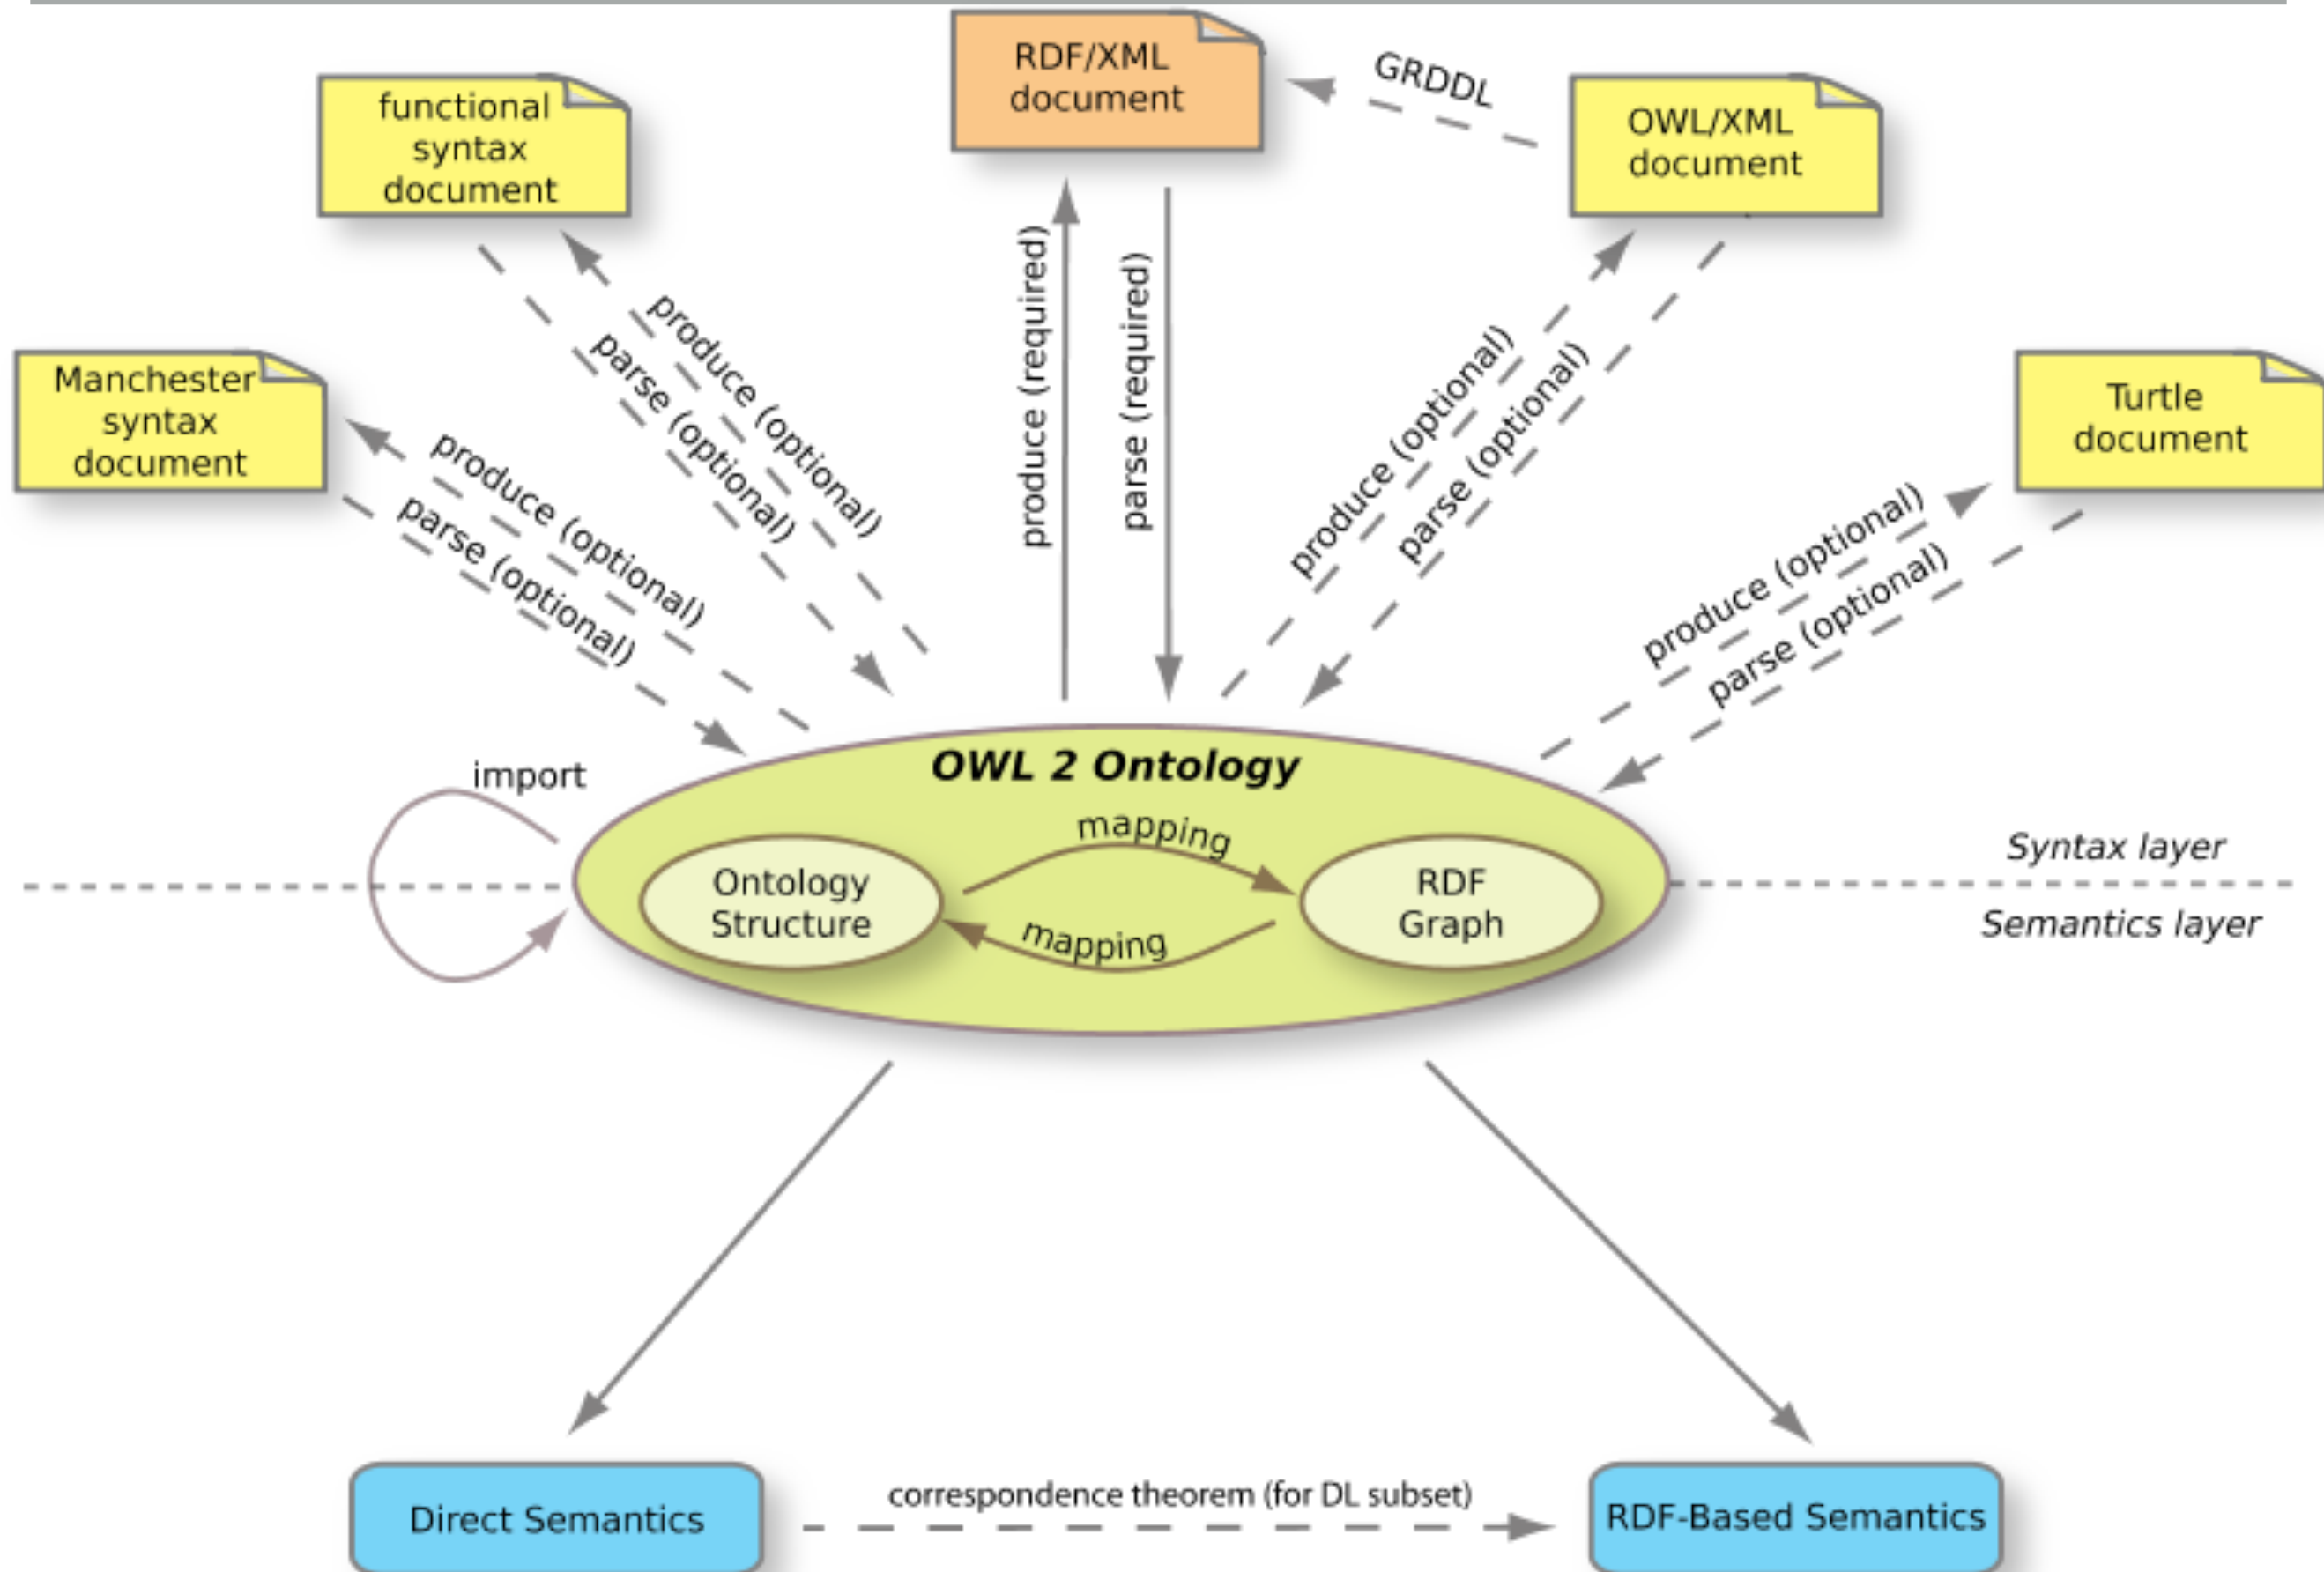 RDF/XML
document
GRDDL
functional
syntax
document
OWL/XML
document
Manchester
syntax
document
Turtle
document
produce (optional)
parse (optional)
produce (optional)
parse (optional)
produce (required)
parse (required)
produce (optional)
parse (optional)
produce (optional)
parse (optional)
import
OWL 2 Ontology
mapping
Ontology
Structure
RDF
Graph
mapping
Syntax layer
Semantics layer
correspondence theorem (for DL subset)
Direct Semantics
RDF-Based Semantics